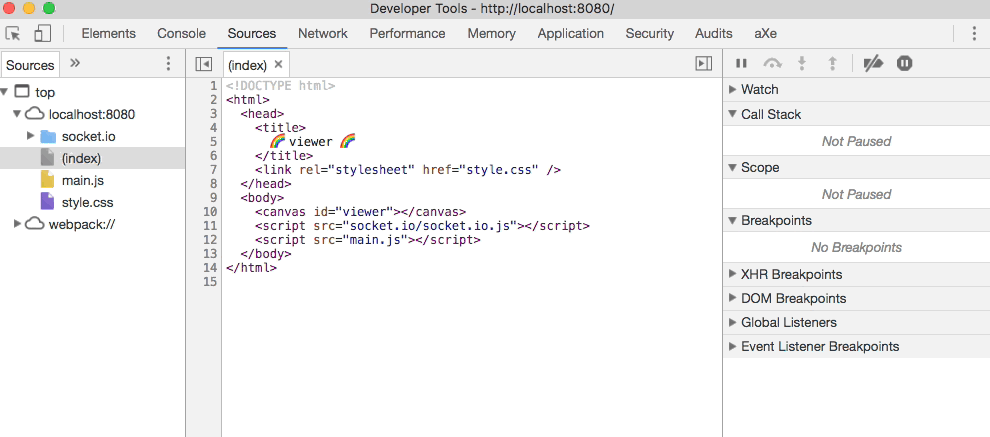 Developer Tools - http://localhost:8080/
Elements Console Sources Network Performance Memory Application Security Audits aXe
Sources »
top
localhost:8080
socket.io
(index)
main.js
style.css
webpack://
(index) ×
1 <!DOCTYPE html>
2 <html>
3 <head>
4 <title>
5 🌈 viewer 🌈
6 </title>
7 <link rel="stylesheet" href="style.css" />
8 </head>
9 <body>
10 <canvas id="viewer"></canvas>
11 <script src="socket.io/socket.io.js"></script>
12 <script src="main.js"></script>
13 </body>
14 </html>
15
Watch
Call Stack
Not Paused
Scope
Not Paused
Breakpoints
No Breakpoints
XHR Breakpoints
DOM Breakpoints
Global Listeners
Event Listener Breakpoints